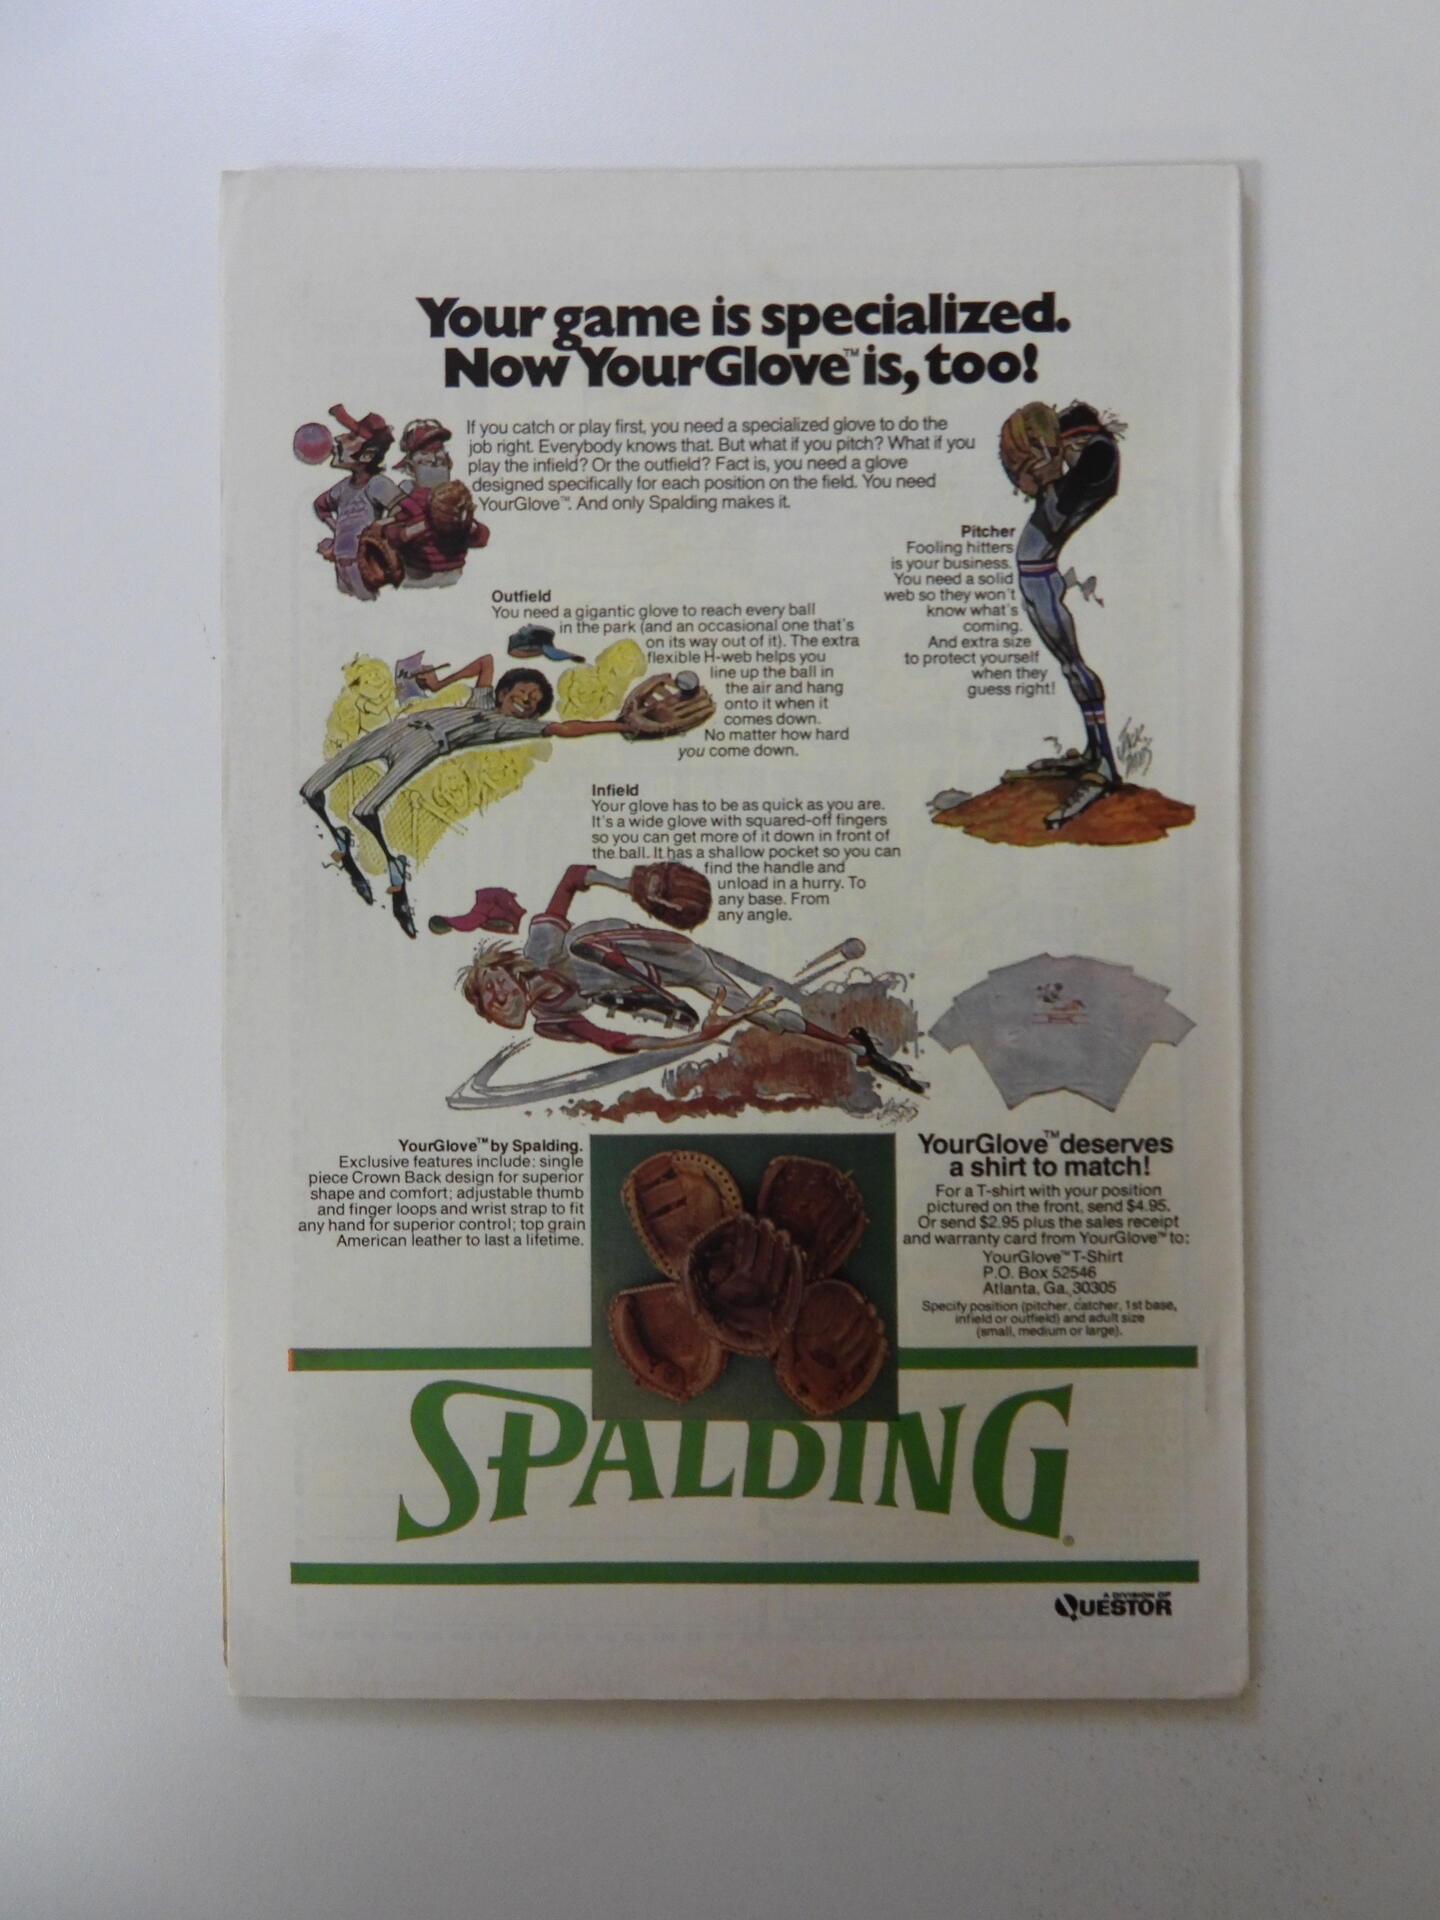 Your game is specialized.
Now YourGlove™ is, too!
If you catch or play first, you need a specialized glove to do the
job right. Everybody knows that. But what if you pitch? What if you
play the infield? Or the outfield? Fact is, you need a glove
designed specifically for each position on the field. You need
YourGlove™. And only Spalding makes it.
Pitcher
Fooling hitters
is your business.
You need a solid
web so they won't
know what's
coming.
And extra size
to protect yourself
when they
guess right!
Outfield
You need a gigantic glove to reach every ball
in the park (and an occasional one that's
on its way out of it). The extra
flexible H-web helps you
line up the ball in
the air and hang
onto it when it
comes down.
No matter how hard
you come down.
Infield
Your glove has to be as quick as you are.
It's a wide glove with squared-off fingers
so you can get more of it down in front of
the ball. It has a shallow pocket so you can
find the handle and
unload in a hurry. To
any base. From
any angle.
YourGlove™ by Spalding.
Exclusive features include: single
piece Crown Back design for superior
shape and comfort; adjustable thumb
and finger loops and wrist strap to fit
any hand for superior control; top grain
American leather to last a lifetime.
YourGlove™ deserves
a shirt to match!
For a T-shirt with your position
pictured on the front, send $4.95.
Or send $2.95 plus the sales receipt
and warranty card from YourGlove™ to:
YourGlove™ T-Shirt
P.O. Box 52546
Atlanta, Ga. 30305
Specify position (pitcher, catcher, 1st base,
infield or outfield) and adult size
(small, medium or large).
SPALDING®
A DIVISION OF
QUESTOR